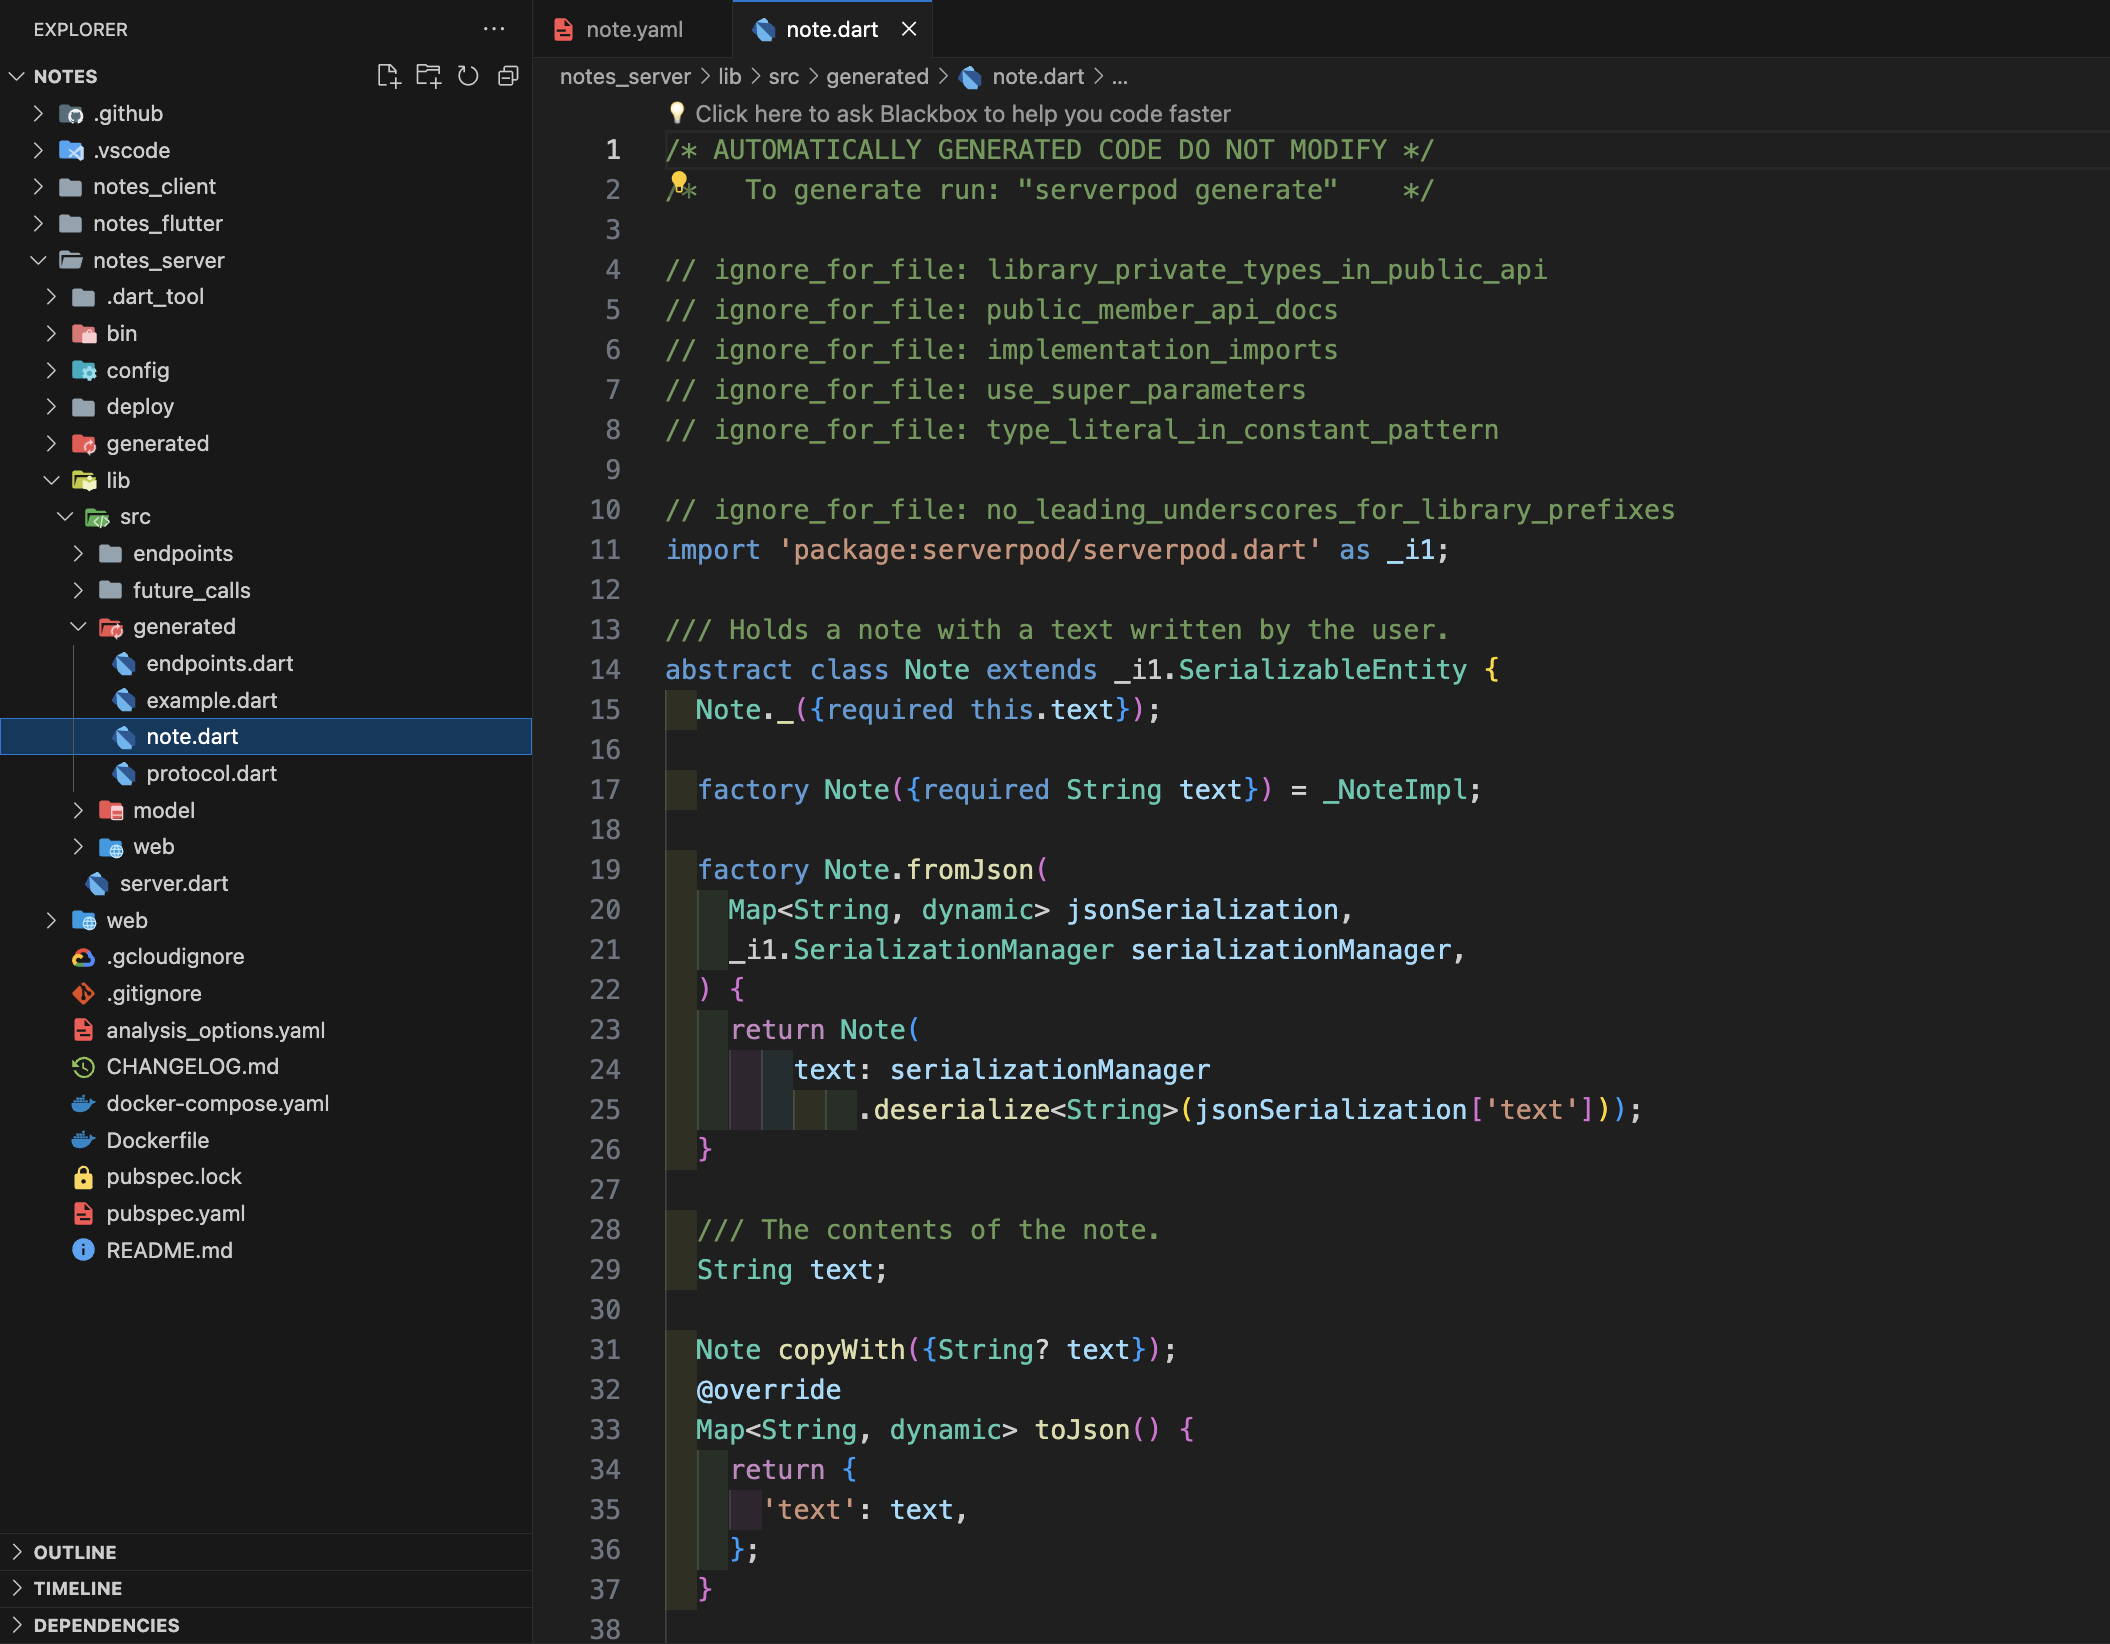 EXPLORER
NOTES
.github
.vscode
notes_client
notes_flutter
notes_server
.dart_tool
bin
config
deploy
generated
lib
src
endpoints
future_calls
generated
endpoints.dart
example.dart
note.dart
protocol.dart
model
web
server.dart
web
.gcloudignore
.gitignore
analysis_options.yaml
CHANGELOG.md
docker-compose.yaml
Dockerfile
pubspec.lock
pubspec.yaml
README.md
OUTLINE
TIMELINE
DEPENDENCIES
note.yaml
note.dart
notes_server > lib > src > generated > note.dart > ...
Click here to ask Blackbox to help you code faster
1 /* AUTOMATICALLY GENERATED CODE DO NOT MODIFY */
2 /*   To generate run: "serverpod generate"    */
3
4 // ignore_for_file: library_private_types_in_public_api
5 // ignore_for_file: public_member_api_docs
6 // ignore_for_file: implementation_imports
7 // ignore_for_file: use_super_parameters
8 // ignore_for_file: type_literal_in_constant_pattern
9
10 // ignore_for_file: no_leading_underscores_for_library_prefixes
11 import 'package:serverpod/serverpod.dart' as _i1;
12
13 /// Holds a note with a text written by the user.
14 abstract class Note extends _i1.SerializableEntity {
15   Note._({required this.text});
16
17   factory Note({required String text}) = _NoteImpl;
18
19   factory Note.fromJson(
20     Map<String, dynamic> jsonSerialization,
21     _i1.SerializationManager serializationManager,
22   ) {
23     return Note(
24         text: serializationManager
25             .deserialize<String>(jsonSerialization['text']));
26   }
27
28   /// The contents of the note.
29   String text;
30
31   Note copyWith({String? text});
32   @override
33   Map<String, dynamic> toJson() {
34     return {
35       'text': text,
36     };
37   }
38